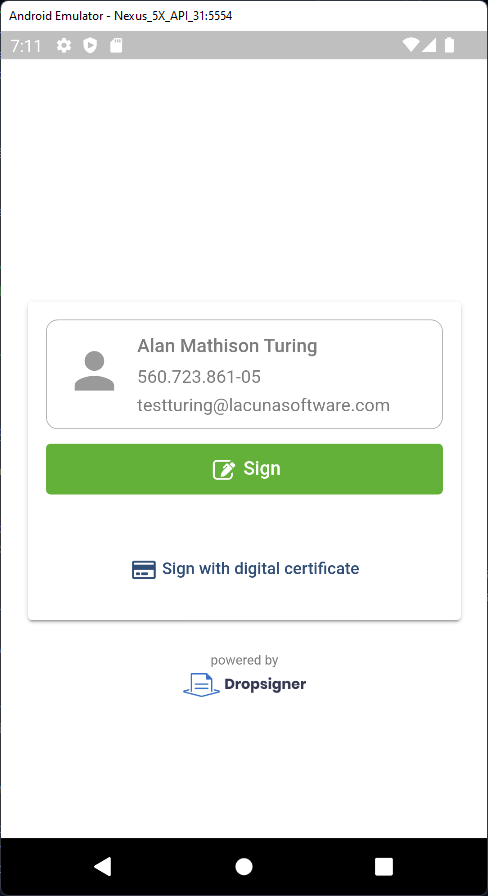 Android Emulator - Nexus_5X_API_31:5554
7:11
Alan Mathison Turing
560.723.861-05
testturing@lacunasoftware.com
Sign
Sign with digital certificate
powered by
Dropsigner